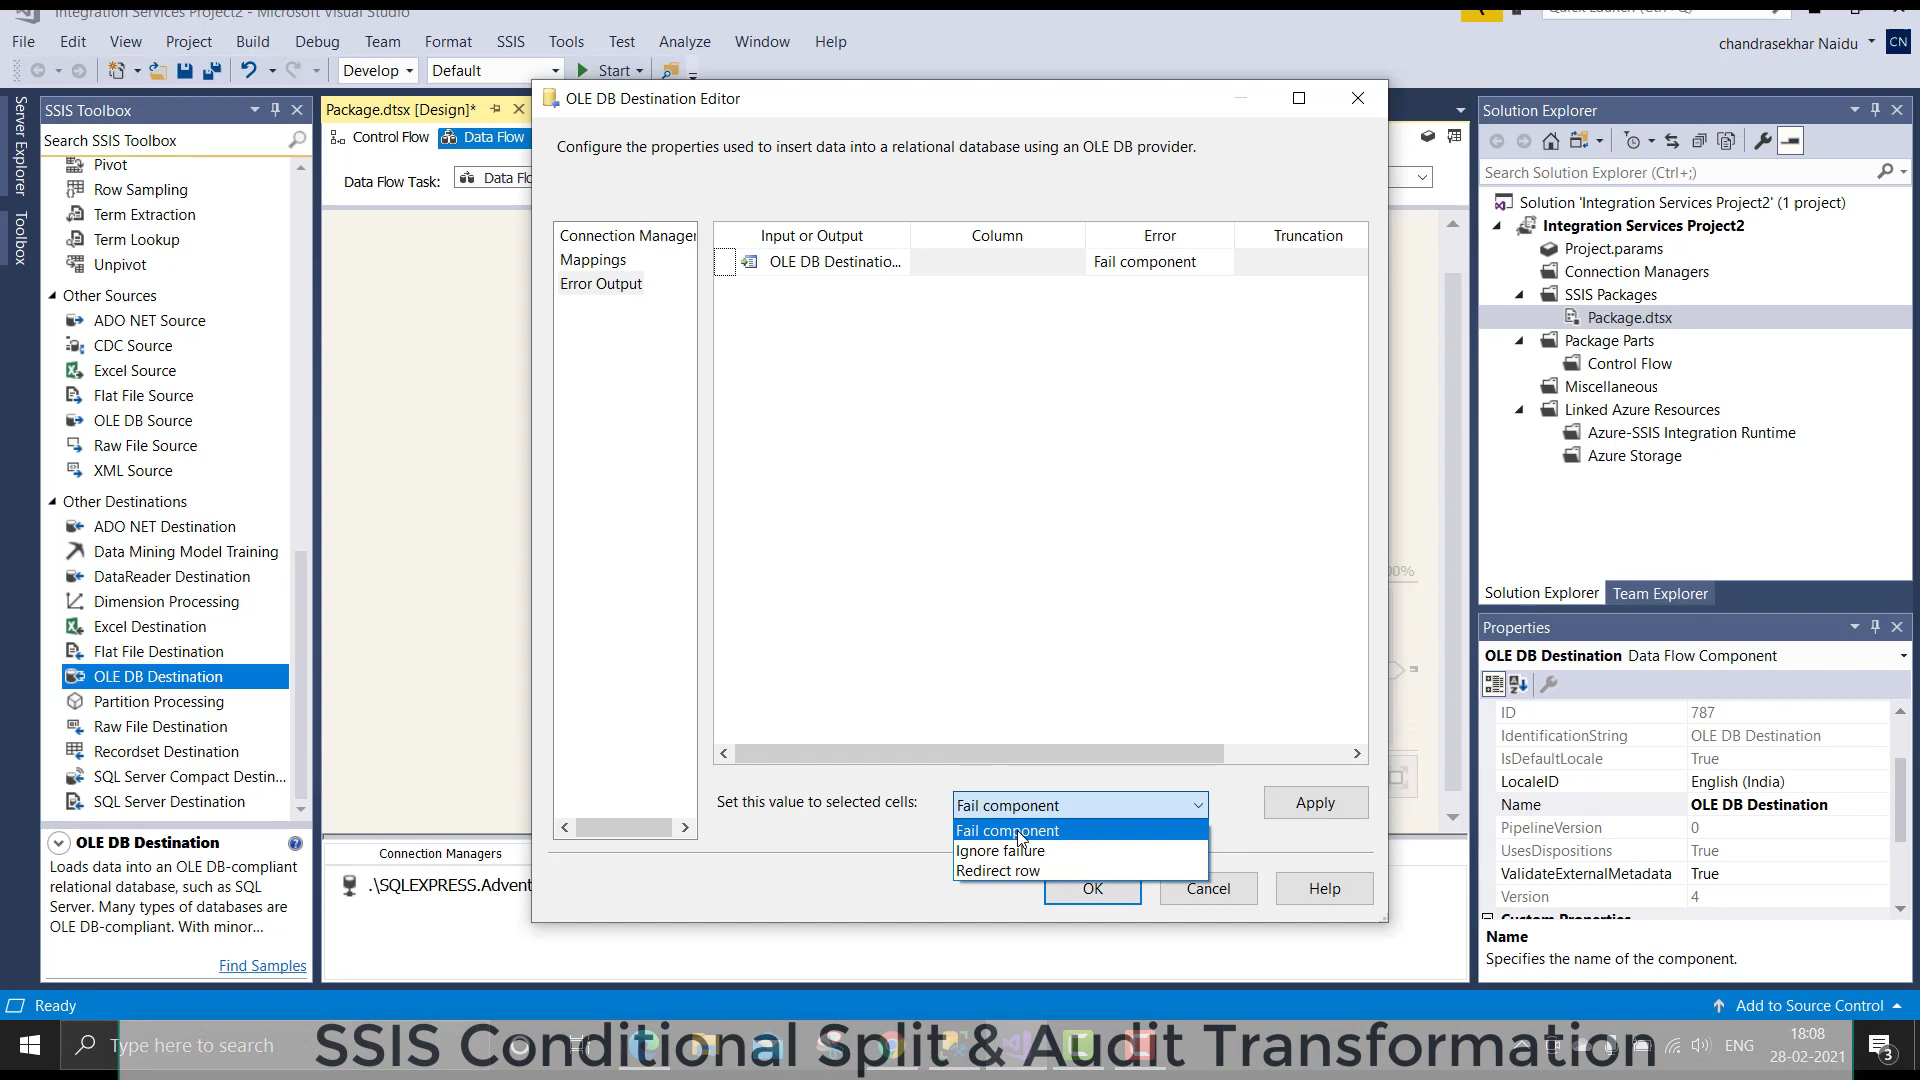 Integration Services Project2 - Microsoft Visual Studio
File Edit View Project Build Debug Team Format SSIS Tools Test Analyze Window Help
chandrasekhar Naidu CN
Develop Default Start
Server Explorer
Toolbox
SSIS Toolbox
Search SSIS Toolbox
Pivot
Row Sampling
Term Extraction
Term Lookup
Unpivot
Other Sources
ADO NET Source
CDC Source
Excel Source
Flat File Source
OLE DB Source
Raw File Source
XML Source
Other Destinations
ADO NET Destination
Data Mining Model Training
DataReader Destination
Dimension Processing
Excel Destination
Flat File Destination
OLE DB Destination
Partition Processing
Raw File Destination
Recordset Destination
SQL Server Compact Destin...
SQL Server Destination
OLE DB Destination
Loads data into an OLE DB-compliant
relational database, such as SQL
Server. Many types of databases are
OLE DB-compliant. With minor...
Find Samples
Package.dtsx [Design]*
Control Flow Data Flow
Data Flow Task: Data Flo
00%
Connection Managers
.\SQLEXPRESS.Advent
OLE DB Destination Editor
Configure the properties used to insert data into a relational database using an OLE DB provider.
Connection Manager
Mappings
Error Output
Input or Output Column Error Truncation
OLE DB Destinatio... Fail component
Set this value to selected cells: Fail component Apply
Fail component
Ignore failure
Redirect row
OK Cancel Help
Solution Explorer
Search Solution Explorer (Ctrl+;)
Solution 'Integration Services Project2' (1 project)
Integration Services Project2
Project.params
Connection Managers
SSIS Packages
Package.dtsx
Package Parts
Control Flow
Miscellaneous
Linked Azure Resources
Azure-SSIS Integration Runtime
Azure Storage
Solution Explorer Team Explorer
Properties
OLE DB Destination Data Flow Component
ID 787
IdentificationString OLE DB Destination
IsDefaultLocale True
LocaleID English (India)
Name OLE DB Destination
PipelineVersion 0
UsesDispositions True
ValidateExternalMetadata True
Version 4
Custom Properties
Name
Specifies the name of the component.
Ready
Add to Source Control
Type here to search
SSIS Conditional Split & Audit Transformation
ENG
18:08
28-02-2021
3